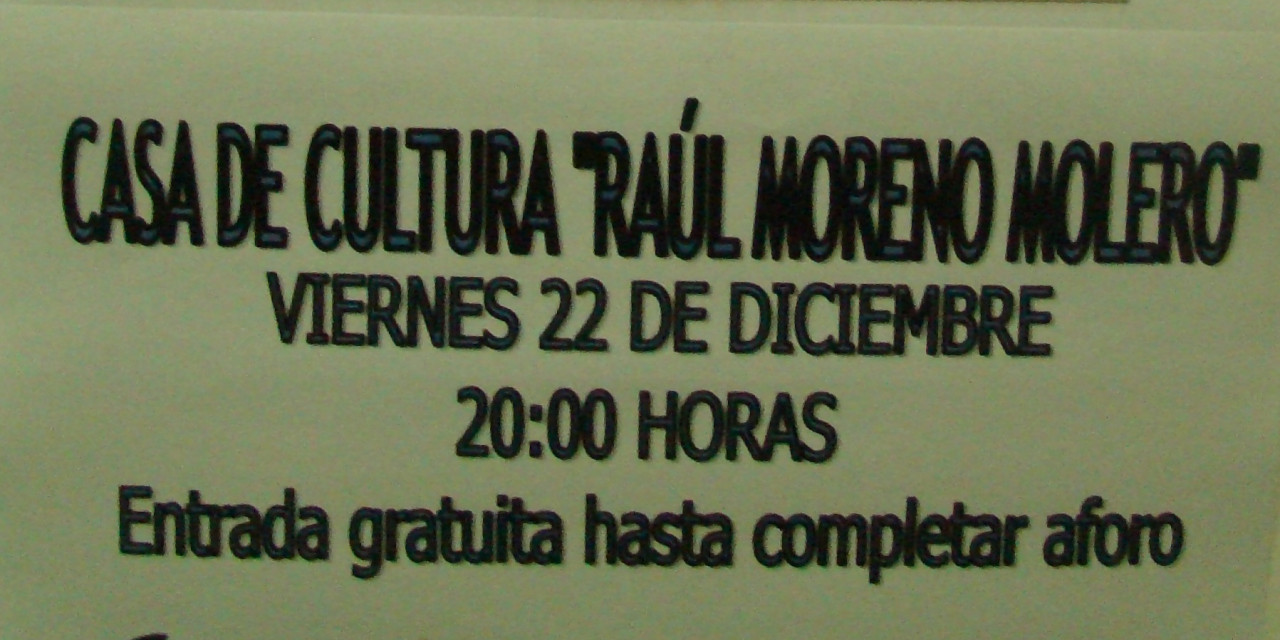 CASA DE CULTURA "RAÚL MORENO MOLERO"
VIERNES 22 DE DICIEMBRE
20:00 HORAS
Entrada gratuita hasta completar aforo